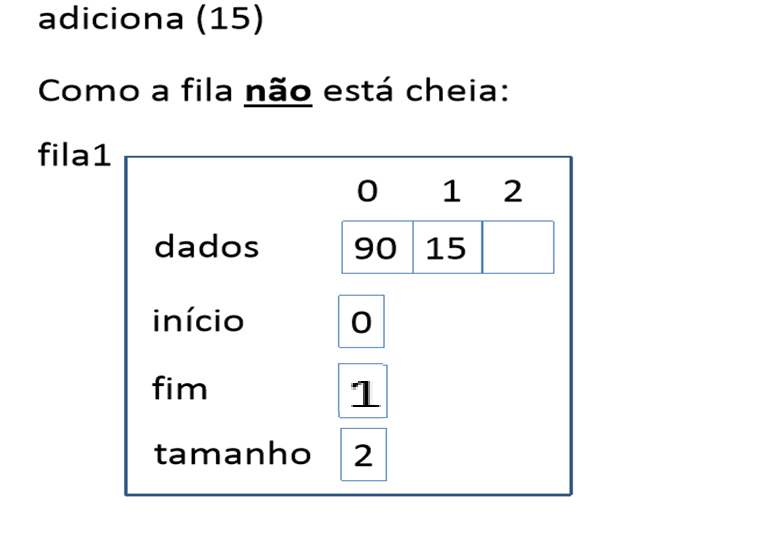 adiciona (15)
Como a fila não está cheia:
fila1
0 1 2
dados 90 15
início 0
fim 1
tamanho 2